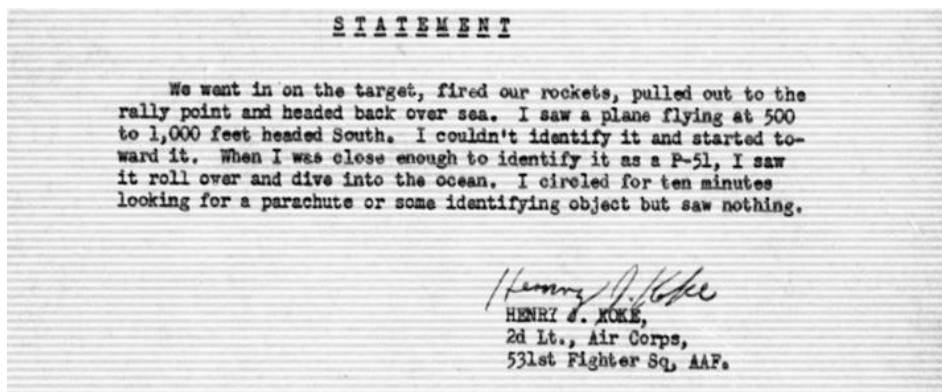 STATEMENT
We went in on the target, fired our rockets, pulled out to the
rally point and headed back over sea. I saw a plane flying at 500
to 1,000 feet headed South. I couldn't identify it and started to-
ward it. When I was close enough to identify it as a P-51, I saw
it roll over and dive into the ocean. I circled for ten minutes
looking for a parachute or some identifying object but saw nothing.
Henry J. Koke
HENRY J. KOKE,
2d Lt., Air Corps,
531st Fighter Sq, AAF.